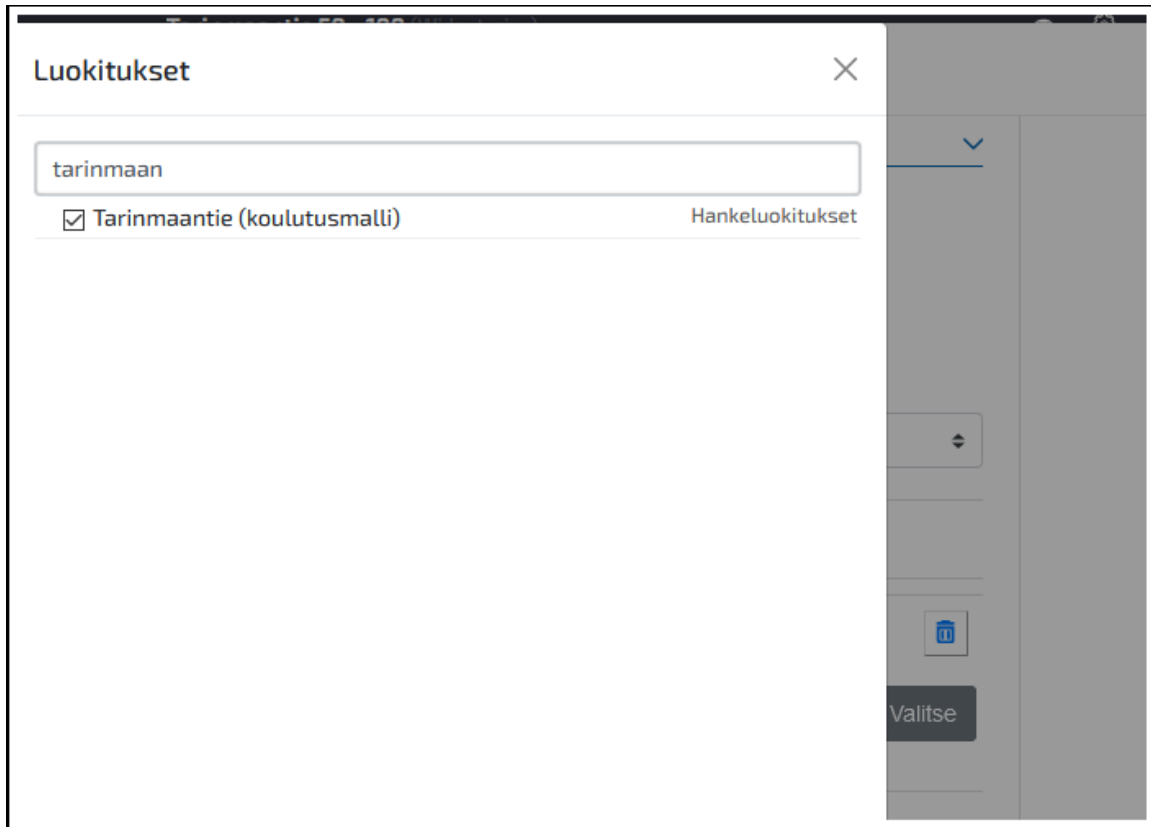 Luokitukset
tarinmaan
Tarinmaantie (koulutusmalli) Hankeluokitukset
Valitse